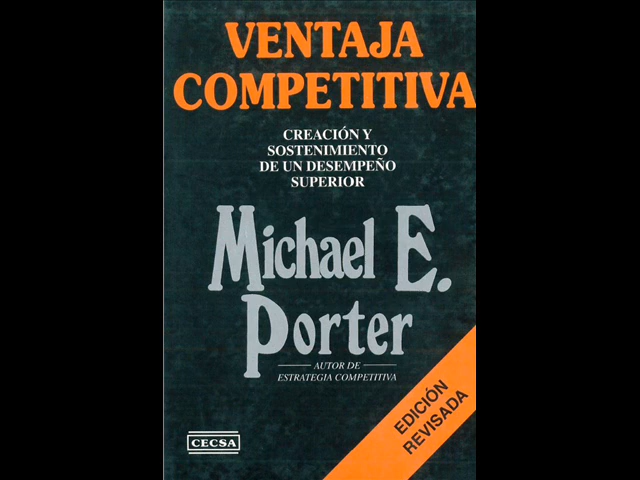 VENTAJA
COMPETITIVA
CREACIÓN Y
SOSTENIMIENTO
DE UN DESEMPEÑO
SUPERIOR
Michael E.
Porter
AUTOR DE
ESTRATEGIA COMPETITIVA
EDICIÓN
REVISADA
CECSA